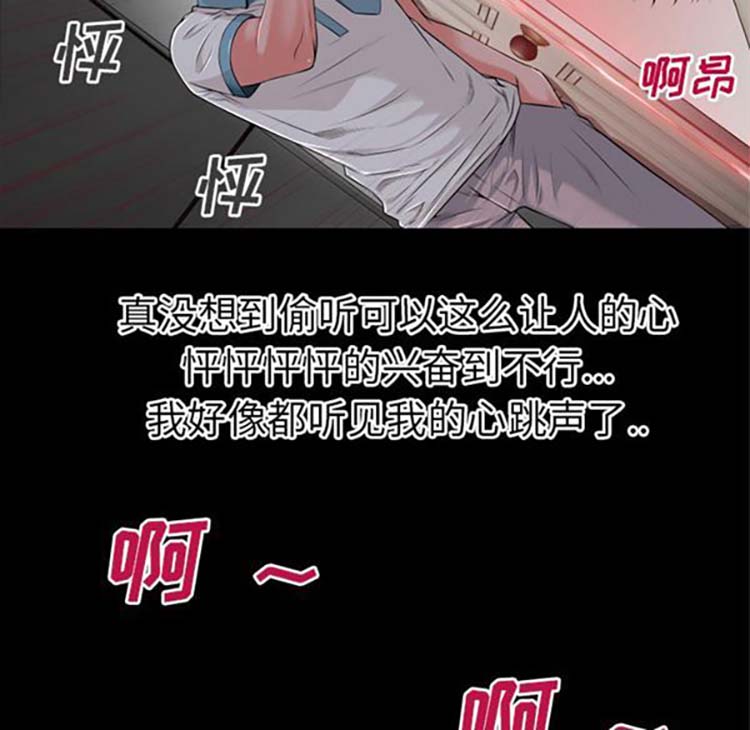 怦
啊昂
怦
真没想到偷听可以这么让人的心
怦怦怦怦的兴奋到不行...
我好像都听见我的心跳声了..
啊～
啊～